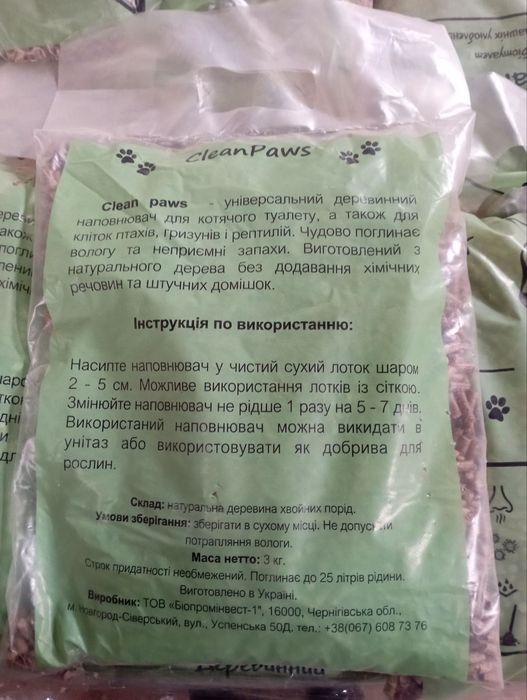 CleanPaws
Clean paws - універсальний деревинний
наповнювач для котячого туалету, а також для
кліток птахів, гризунів і рептилій. Чудово поглинає
вологу та неприємні запахи. Виготовлений з
натурального дерева без додавання хімічних
речовин та штучних домішок.
Інструкція по використанню:
Насипте наповнювач у чистий сухий лоток шаром
2 - 5 см. Можливе використання лотків із сіткою.
Змінюйте наповнювач не рідше 1 разу на 5 - 7 днів.
Використаний наповнювач можна викидати в
унітаз або використовувати як добрива для
рослин.
Склад: натуральна деревина хвойних порід.
Умови зберігання: зберігати в сухому місці. Не допускати
потрапляння вологи.
Маса нетто: 3 кг.
Строк придатності необмежений. Поглинає до 25 літрів рідини.
Виготовлено в Україні.
Виробник: ТОВ "Біопромінвест-1", 16000, Чернігівська обл.,
м. Новгород-Сіверський, вул., Успенська 50Д, тел.: +38(067) 608 73 76
Деревинний